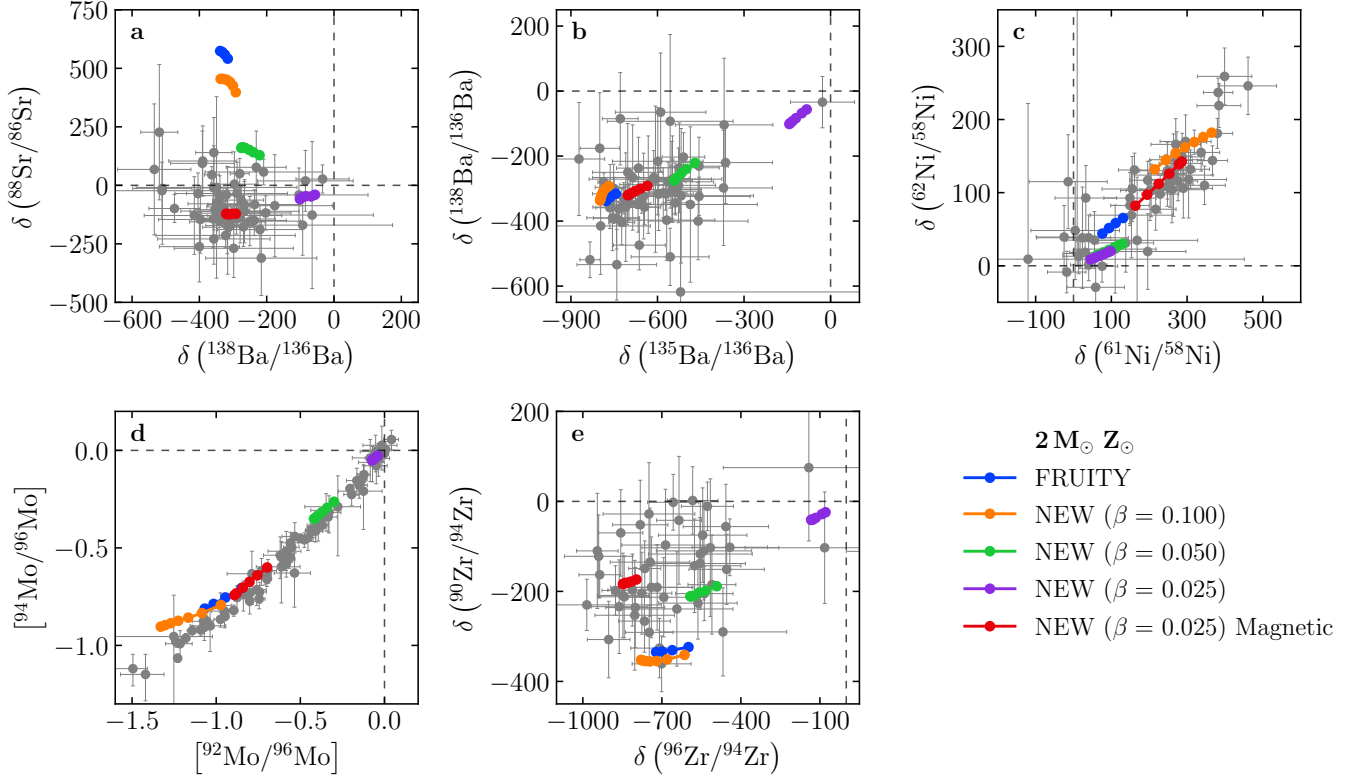 a
δ (⁸⁸Sr/⁸⁶Sr)
750
500
250
0
−250
−500
−600
−400
−200
0
200
δ (¹³⁸Ba/¹³⁶Ba)
b
δ (¹³⁸Ba/¹³⁶Ba)
200
0
−200
−400
−600
−900
−600
−300
0
δ (¹³⁵Ba/¹³⁶Ba)
c
δ (⁶²Ni/⁵⁸Ni)
300
200
100
0
−100
100
300
500
δ (⁶¹Ni/⁵⁸Ni)
d
[⁹⁴Mo/⁹⁶Mo]
0.0
−0.5
−1.0
−1.5
−1.0
−0.5
0.0
[⁹²Mo/⁹⁶Mo]
e
δ (⁹⁰Zr/⁹⁴Zr)
200
0
−200
−400
−1000
−700
−400
−100
δ (⁹⁶Zr/⁹⁴Zr)
2 M⊙ Z⊙
FRUITY
NEW (β = 0.100)
NEW (β = 0.050)
NEW (β = 0.025)
NEW (β = 0.025) Magnetic